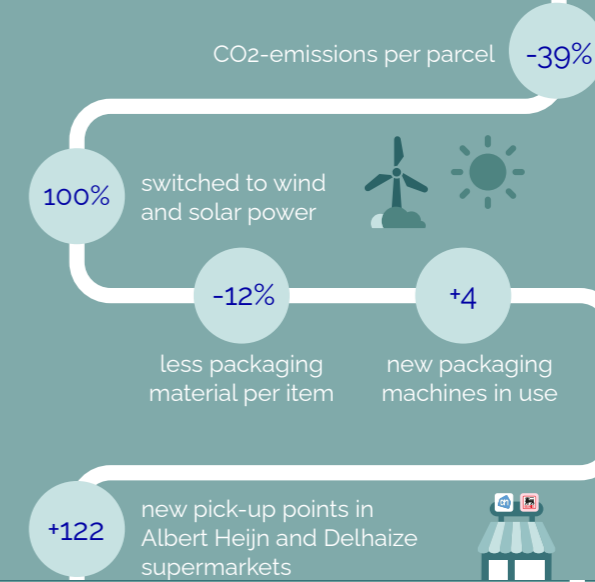 CO2-emissions per parcel
-39%
100%
switched to wind
and solar power
-12%
less packaging
material per item
+4
new packaging
machines in use
+122
new pick-up points in
Albert Heijn and Delhaize
supermarkets